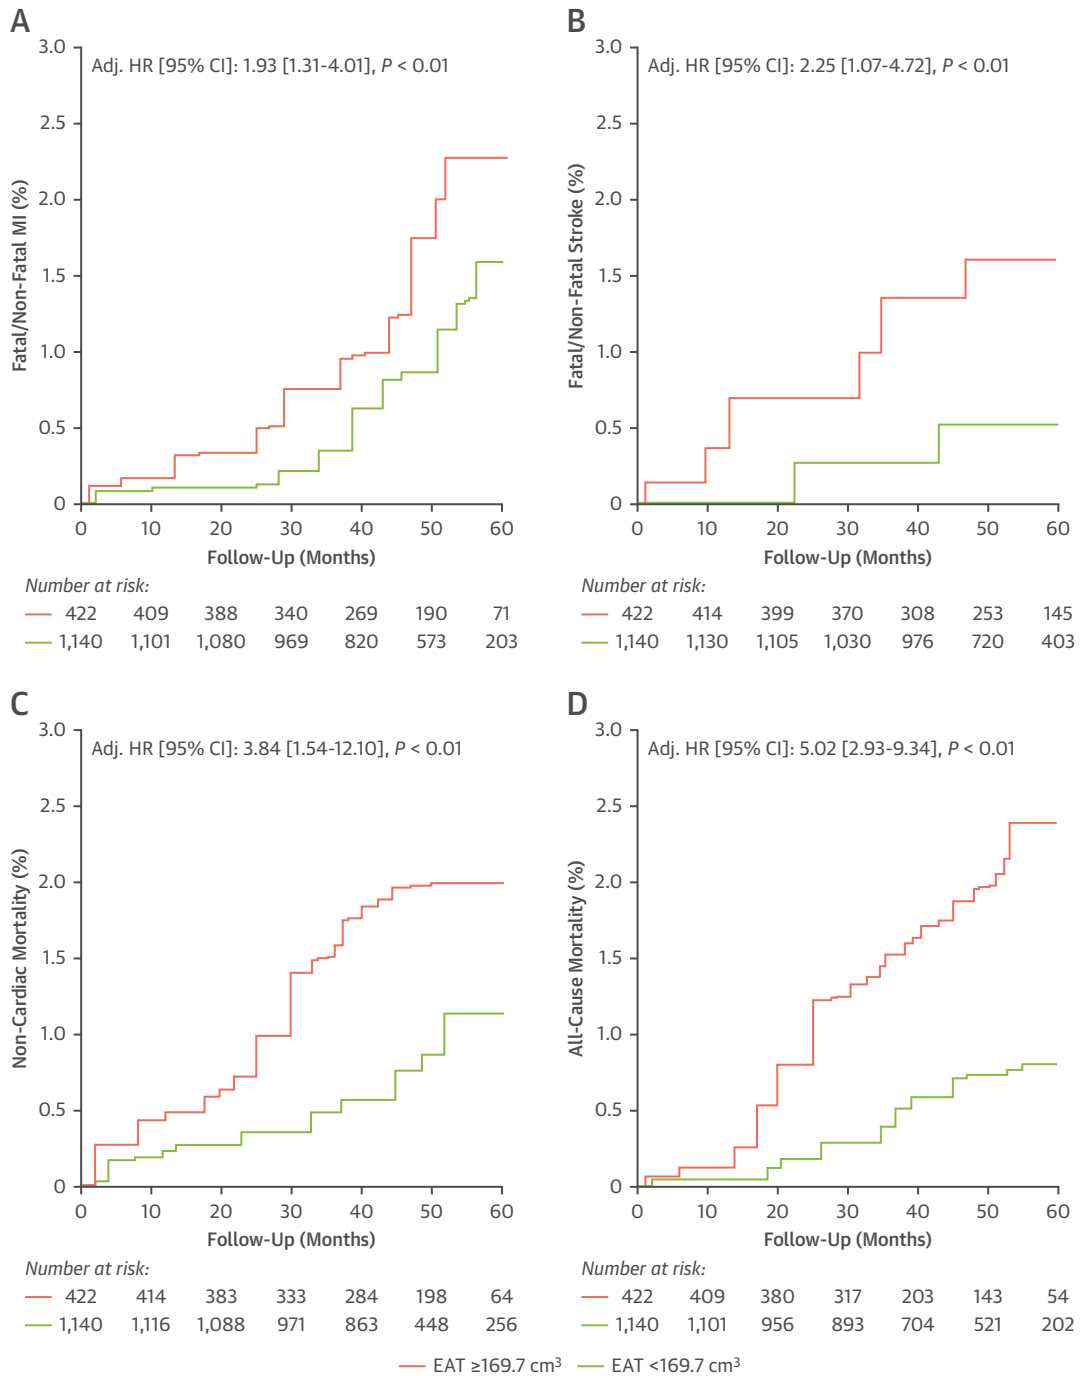 A
Adj. HR [95% CI]: 1.93 [1.31-4.01], P < 0.01
Fatal/Non-Fatal MI (%)
3.0
2.5
2.0
1.5
1.0
0.5
0
0 10 20 30 40 50 60
Follow-Up (Months)
Number at risk:
422 409 388 340 269 190 71
1,140 1,101 1,080 969 820 573 203
B
Adj. HR [95% CI]: 2.25 [1.07-4.72], P < 0.01
Fatal/Non-Fatal Stroke (%)
3.0
2.5
2.0
1.5
1.0
0.5
0
0 10 20 30 40 50 60
Follow-Up (Months)
Number at risk:
422 414 399 370 308 253 145
1,140 1,130 1,105 1,030 976 720 403
C
Adj. HR [95% CI]: 3.84 [1.54-12.10], P < 0.01
Non-Cardiac Mortality (%)
3.0
2.5
2.0
1.5
1.0
0.5
0
0 10 20 30 40 50 60
Follow-Up (Months)
Number at risk:
422 414 383 333 284 198 64
1,140 1,116 1,088 971 863 448 256
D
Adj. HR [95% CI]: 5.02 [2.93-9.34], P < 0.01
All-Cause Mortality (%)
3.0
2.5
2.0
1.5
1.0
0.5
0
0 10 20 30 40 50 60
Follow-Up (Months)
Number at risk:
422 409 380 317 203 143 54
1,140 1,101 956 893 704 521 202
EAT ≥169.7 cm³ EAT <169.7 cm³